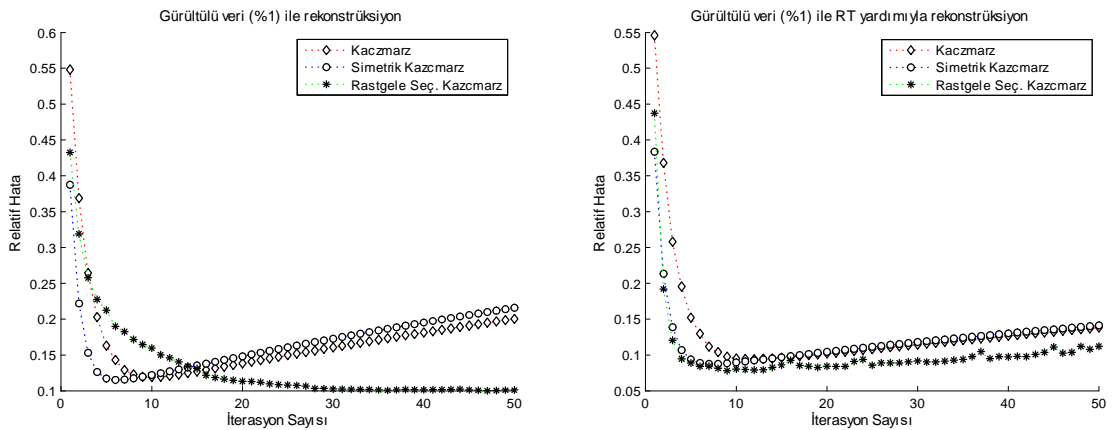 Gürültülü veri (%1) ile rekonstrüksiyon
0.6
0.55
0.5
0.45
0.4
0.35
0.3
0.25
0.2
0.15
0.1
Relatif Hata
0
10
20
30
40
50
İterasyon Sayısı
Kaczmarz
Simetrik Kazcmarz
Rastgele Seç. Kazcmarz
Gürültülü veri (%1) ile RT yardımıyla rekonstrüksiyon
0.55
0.5
0.45
0.4
0.35
0.3
0.25
0.2
0.15
0.1
0.05
Relatif Hata
0
10
20
30
40
50
İterasyon Sayısı
Kaczmarz
Simetrik Kazcmarz
Rastgele Seç. Kazcmarz